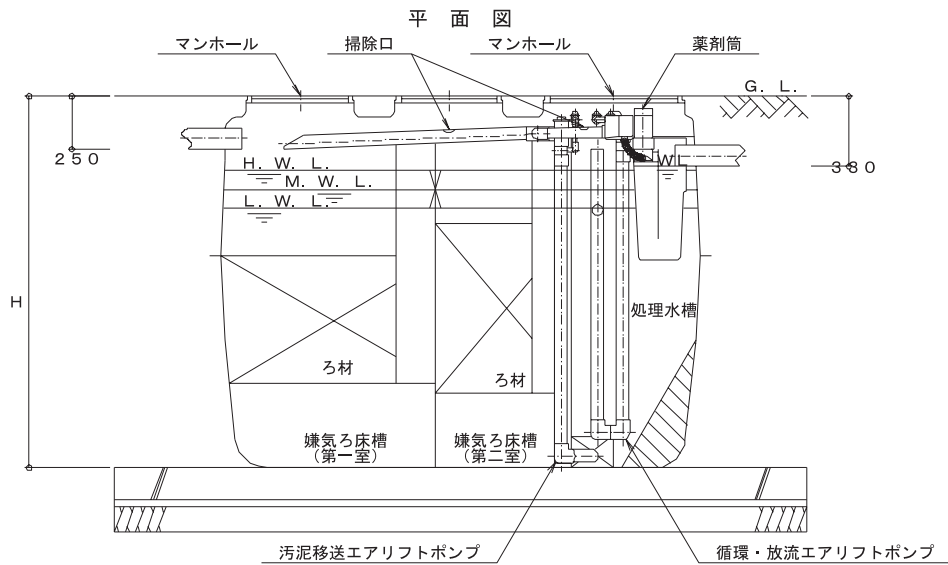 平面図
マンホール
掃除口
マンホール
薬剤筒
G. L.
250
330
H. W. L.
M. W. L.
L. W. L.
WL
H
処理水槽
ろ材
ろ材
嫌気ろ床槽
(第一室)
嫌気ろ床槽
(第二室)
汚泥移送エアリフトポンプ
循環・放流エアリフトポンプ